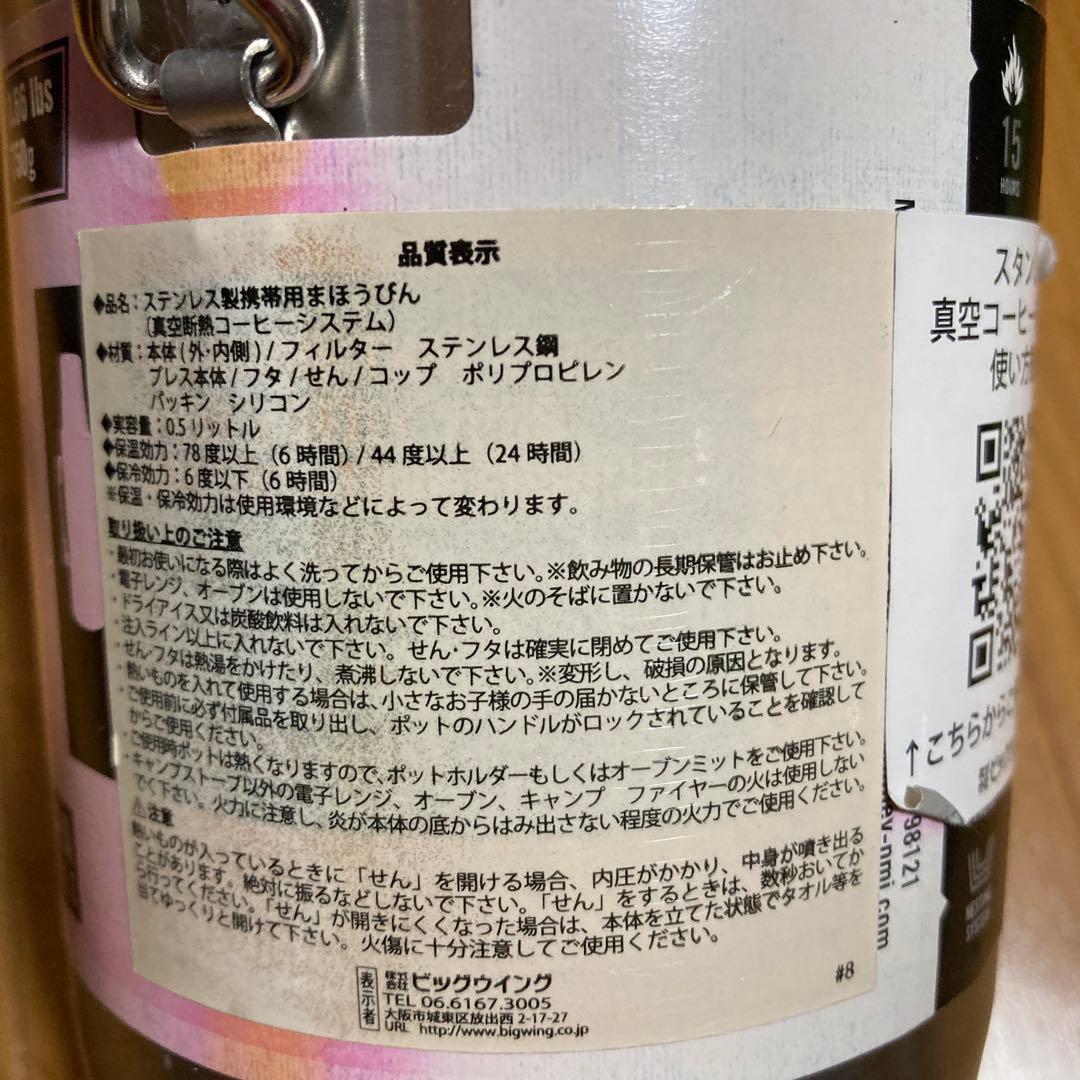 lbs
品質表示
◆品名：ステンレス製携帯用まほうびん
（真空断熱コーヒーシステム）
◆材質：本体(外・内側)/フィルター ステンレス鋼
プレス本体/フタ/せん/コップ ポリプロピレン
パッキン シリコン
◆実容量：0.5リットル
◆保温効力：78度以上（6時間）/44度以上（24時間）
◆保冷効力：6度以下（6時間）
※保温・保冷効力は使用環境などによって変わります。
取り扱い上のご注意
・最初お使いになる際はよく洗ってからご使用下さい。※飲み物の長期保管はお止め下さい。
・電子レンジ、オーブンは使用しないで下さい。※火のそばに置かないで下さい。
・ドライアイス又は炭酸飲料は入れないで下さい。
・注入ライン以上に入れないで下さい。せん・フタは確実に閉めてご使用下さい。
・せん・フタは熱湯をかけたり、煮沸しないで下さい。※変形し、破損の原因となります。
・熱いものを入れて使用する場合は、小さなお子様の手の届かないところに保管して下さい。
・ご使用前に必ず付属品を取り出し、ポットのハンドルがロックされていることを確認して
からご使用ください。
・ご使用時ポットは熱くなりますので、ポットホルダーもしくはオーブンミットをご使用下さい。
・キャンプストーブ以外の電子レンジ、オーブン、キャンプ ファイヤーの火は使用しない
でく下さい。火力に注意し、炎が本体の底からはみ出さない程度の火力でご使用ください。
⚠注意
熱いものが入っているときに「せん」を開ける場合、内圧がかかり、中身が噴き出る
ことがあります。絶対に振るなどしないで下さい。「せん」をするときは、数秒おいてか
ら行ってください。「せん」が開きにくくなった場合は、本体を立てた状態でタオル等を
当てゆっくりと開けて下さい。火傷に十分注意してご使用ください。
表示者
株式会社ビッグウイング
TEL 06.6167.3005
大阪市城東区放出西2-17-27
URL http://www.bigwing.co.jp
#8
15
HOURS
スタン
真空コーヒー
使い方
↑こちらから
981121